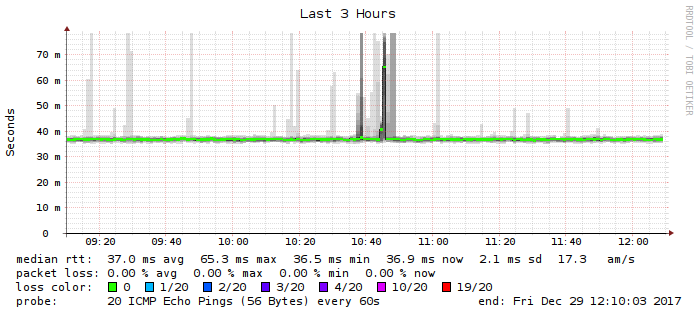 Last 3 Hours
RRDTOOL / TOBI OETIKER
Seconds
70 m
60 m
50 m
40 m
30 m
20 m
10 m
0
09:20 09:40 10:00 10:20 10:40 11:00 11:20 11:40 12:00
median rtt: 37.0 ms avg 65.3 ms max 36.5 ms min 36.9 ms now 2.1 ms sd 17.3 am/s
packet loss: 0.00 % avg 0.00 % max 0.00 % min 0.00 % now
loss color: 0 1/20 2/20 3/20 4/20 10/20 19/20
probe: 20 ICMP Echo Pings (56 Bytes) every 60s end: Fri Dec 29 12:10:03 2017